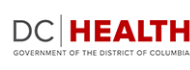 DC HEALTH
GOVERNMENT OF THE DISTRICT OF COLUMBIA